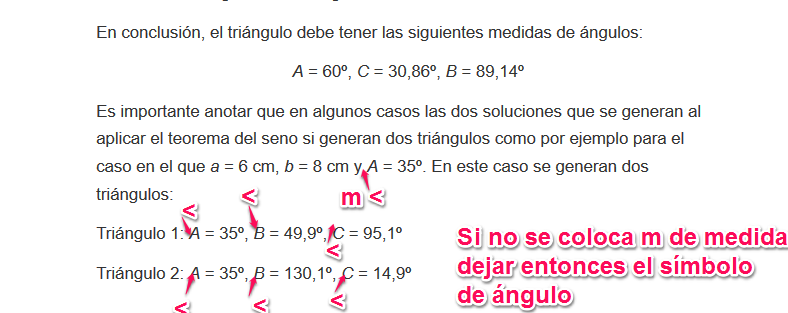 En conclusión, el triángulo debe tener las siguientes medidas de ángulos:
A = 60º, C = 30,86º, B = 89,14º
Es importante anotar que en algunos casos las dos soluciones que se generan al
aplicar el teorema del seno si generan dos triángulos como por ejemplo para el
caso en el que a = 6 cm, b = 8 cm y A = 35º. En este caso se generan dos
triángulos:
m <
<
<
Triángulo 1: A = 35º, B = 49,9º, C = 95,1º
<
Triángulo 2: A = 35º, B = 130,1º, C = 14,9º
<
<
<
Si no se coloca m de medida
dejar entonces el símbolo
de ángulo